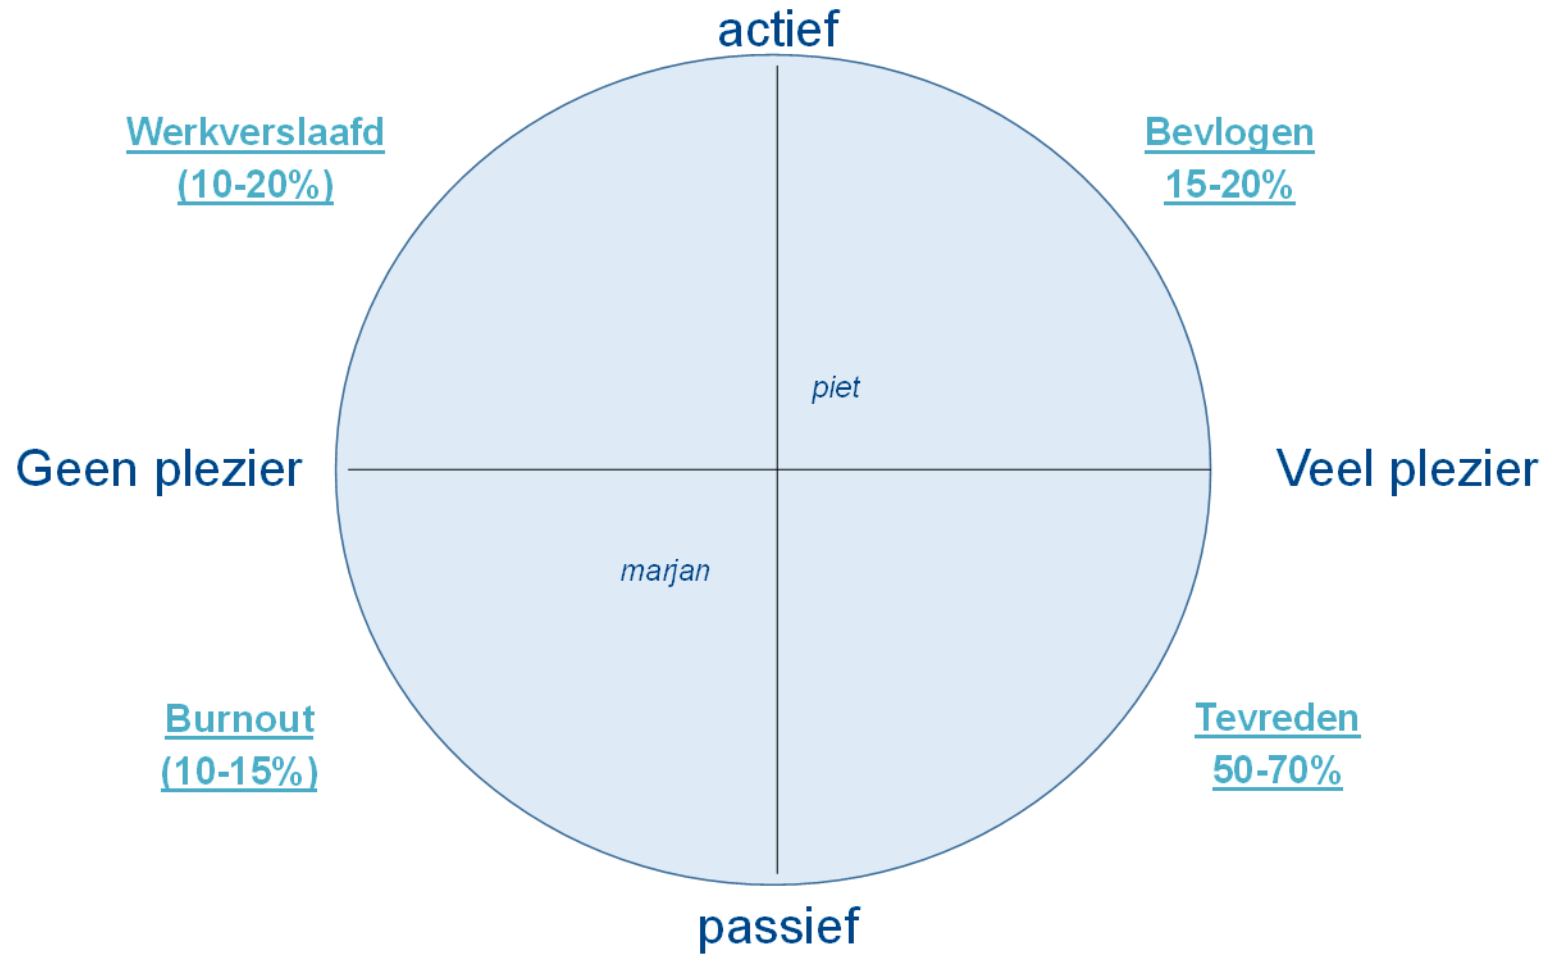 actief
Werkverslaafd
(10-20%)
Bevlogen
15-20%
piet
Geen plezier
Veel plezier
marjan
Burnout
(10-15%)
Tevreden
50-70%
passief